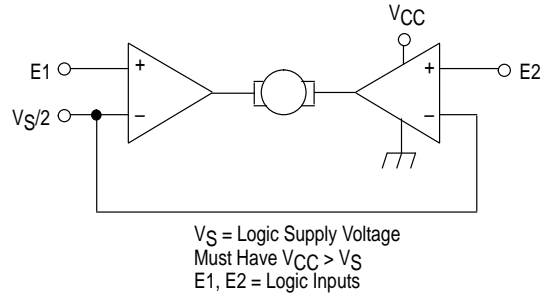 VCC
E1
+
−
VS/2
+
−
E2
VS = Logic Supply Voltage
Must Have VCC > VS
E1, E2 = Logic Inputs